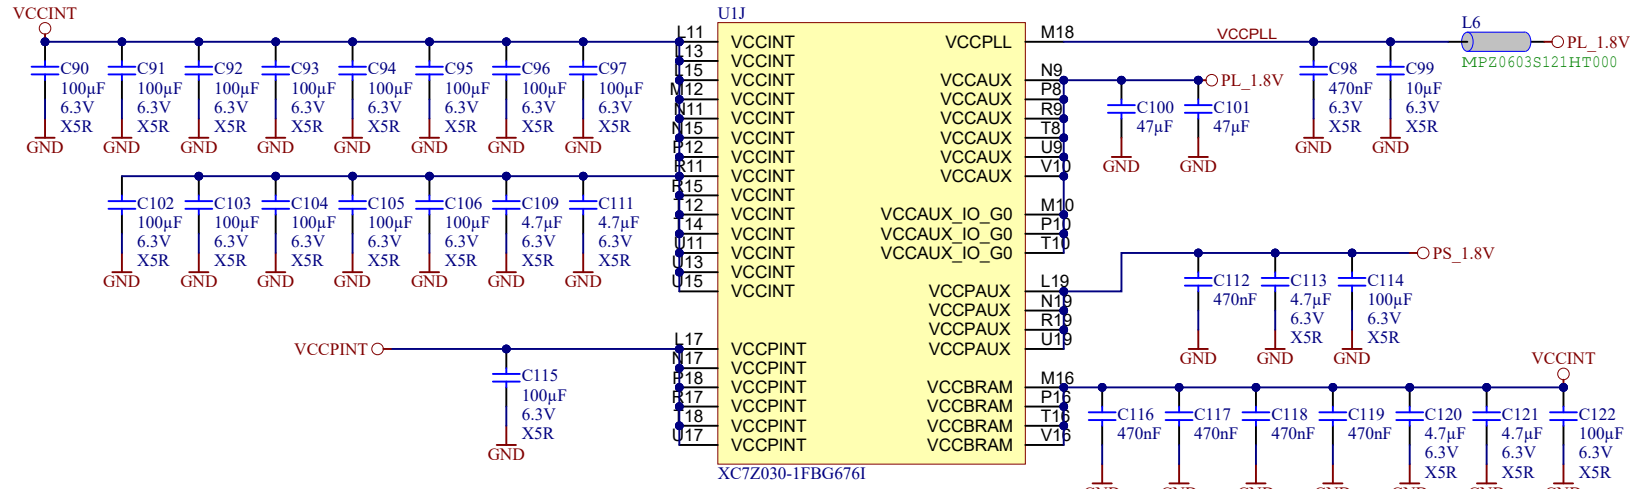 VCCINT
U1J
C90
100µF
6.3V
X5R
GND
C91
100µF
6.3V
X5R
GND
C92
100µF
6.3V
X5R
GND
C93
100µF
6.3V
X5R
GND
C94
100µF
6.3V
X5R
GND
C95
100µF
6.3V
X5R
GND
C96
100µF
6.3V
X5R
GND
C97
100µF
6.3V
X5R
GND
C102
100µF
6.3V
X5R
GND
C103
100µF
6.3V
X5R
GND
C104
100µF
6.3V
X5R
GND
C105
100µF
6.3V
X5R
GND
C106
100µF
6.3V
X5R
GND
C109
4.7µF
6.3V
X5R
GND
C111
4.7µF
6.3V
X5R
GND
VCCPINT
C115
100µF
6.3V
X5R
GND
L11 VCCINT
L13 VCCINT
L15 VCCINT
M12 VCCINT
N11 VCCINT
N15 VCCINT
P12 VCCINT
R11 VCCINT
R15 VCCINT
12 VCCINT
14 VCCINT
U11 VCCINT
U13 VCCINT
U15 VCCINT
L17 VCCPINT
N17 VCCPINT
P18 VCCPINT
R17 VCCPINT
18 VCCPINT
U17 VCCPINT
VCCPLL M18
VCCAUX N9
VCCAUX P8
VCCAUX R9
VCCAUX T8
VCCAUX U9
VCCAUX V10
VCCAUX_IO_G0 M10
VCCAUX_IO_G0 P10
VCCAUX_IO_G0 T10
VCCPAUX L19
VCCPAUX N19
VCCPAUX R19
VCCPAUX U19
VCCBRAM M16
VCCBRAM P16
VCCBRAM T16
VCCBRAM V16
XC7Z030-1FBG676I
VCCPLL
L6
PL_1.8V
MPZ0603S121HT000
C98
470nF
6.3V
X5R
GND
C99
10µF
6.3V
X5R
GND
PL_1.8V
C100
47µF
GND
C101
47µF
GND
PS_1.8V
C112
470nF
GND
C113
4.7µF
6.3V
X5R
GND
C114
100µF
6.3V
X5R
GND
VCCINT
C116
470nF
C117
470nF
C118
470nF
C119
470nF
C120
4.7µF
6.3V
X5R
C121
4.7µF
6.3V
X5R
C122
100µF
6.3V
X5R